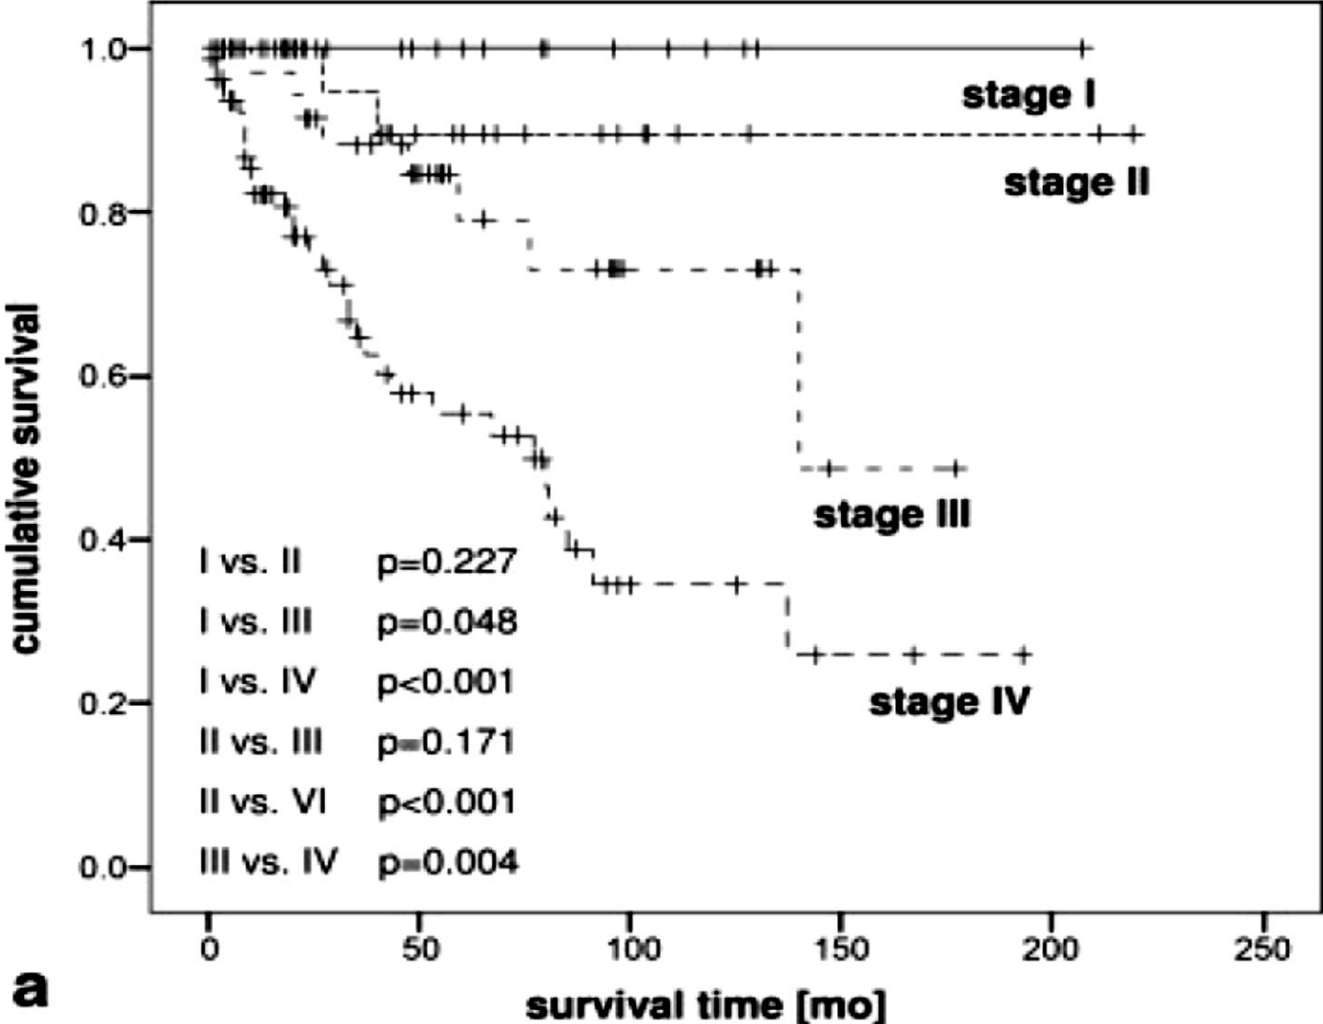 1.0
stage I
stage II
0.8
cumulative survival
0.6
stage III
0.4
I vs. II p=0.227
I vs. III p=0.048
I vs. IV p<0.001
stage IV
0.2
II vs. III p=0.171
II vs. VI p<0.001
III vs. IV p=0.004
0.0
0 50 100 150 200 250
a
survival time [mo]